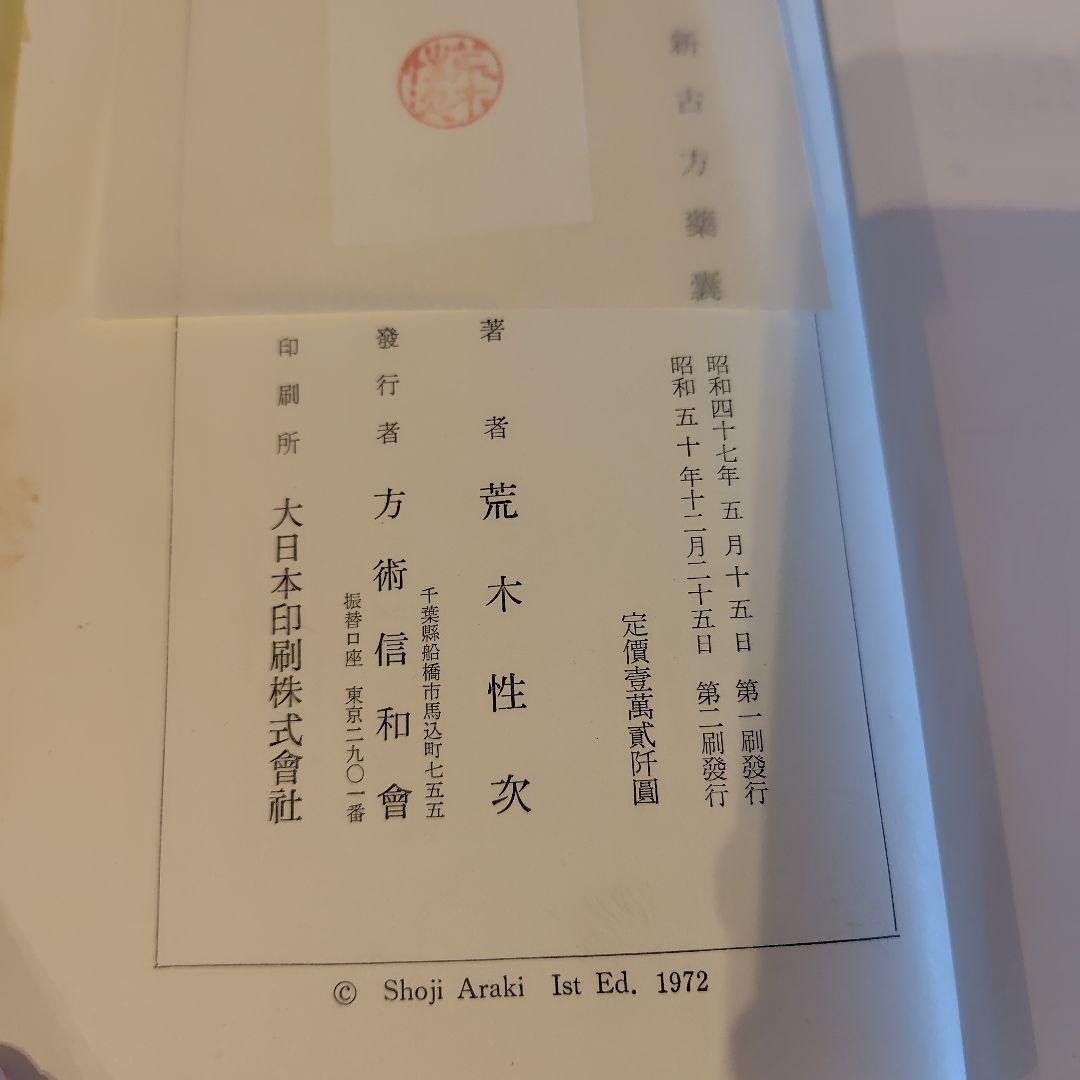 新古方藥嚢
昭和四十七年五月十五日 第一刷發行
昭和五十年十二月二十五日 第二刷發行
定價壹萬貳阡圓
著者 荒木性次
千葉縣船橋市馬込町七五五
發行者 方術信和會
振替口座 東京二九〇一番
印刷所 大日本印刷株式會社
荒木
性次
© Shoji Araki Ist Ed. 1972